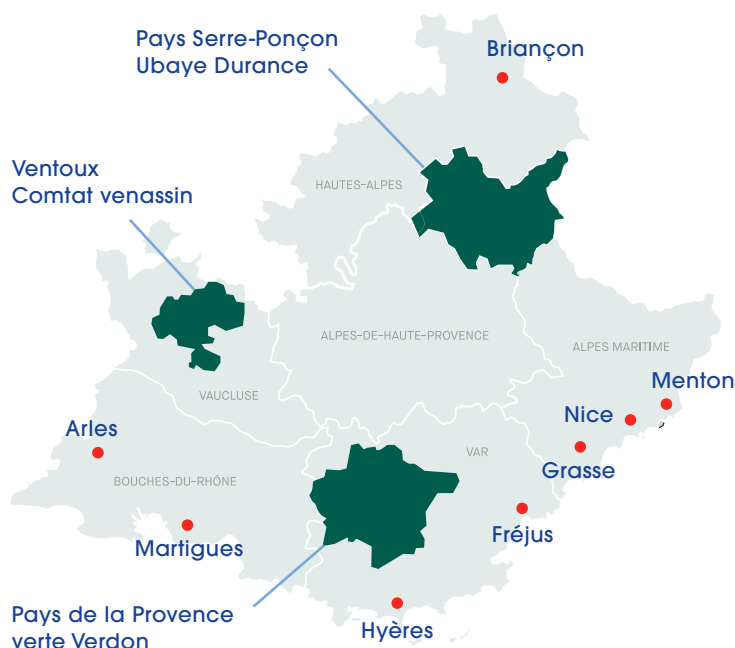 Pays Serre-Ponçon
Ubaye Durance
Briançon
Ventoux
Comtat venassin
HAUTES-ALPES
ALPES-DE-HAUTE-PROVENCE
ALPES MARITIME
Menton
VAUCLUSE
Nice
Arles
VAR
Grasse
BOUCHES-DU-RHÔNE
Fréjus
Martigues
Pays de la Provence
verte Verdon
Hyères